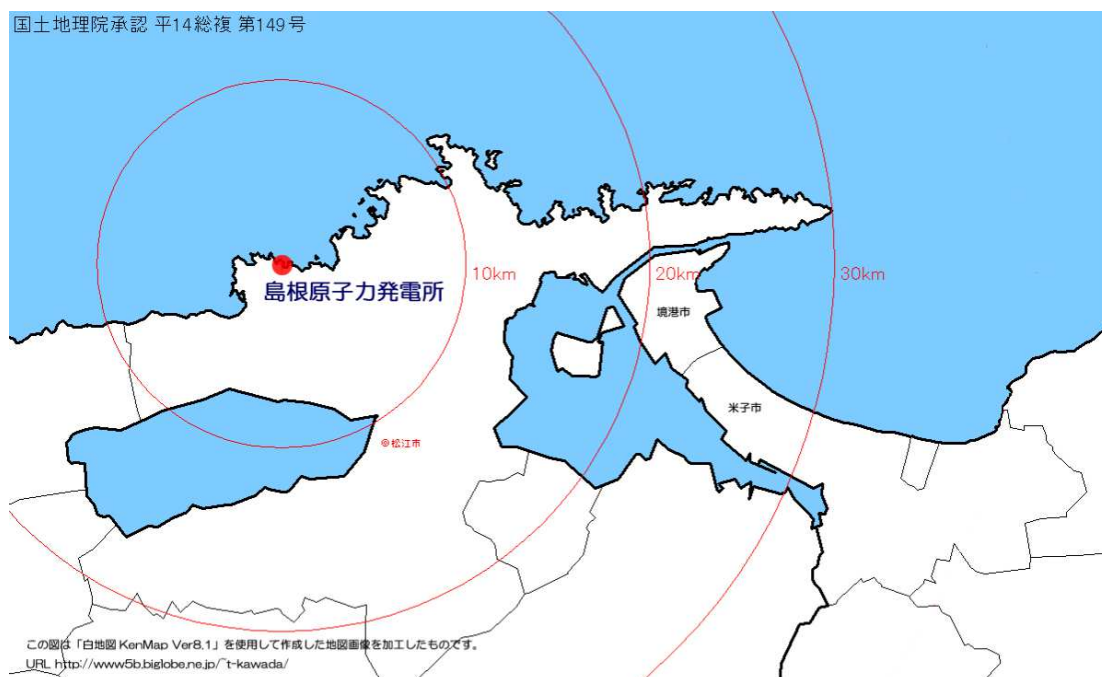 国土地理院承認 平14総複 第149号
島根原子力発電所
10km
20km
30km
境港市
米子市
◎松江市
この図は「白地図 KenMap Ver8.1」を使用して作成した地図画像を加工したものです。
URL http://www5b.biglobe.ne.jp/~t-kawada/